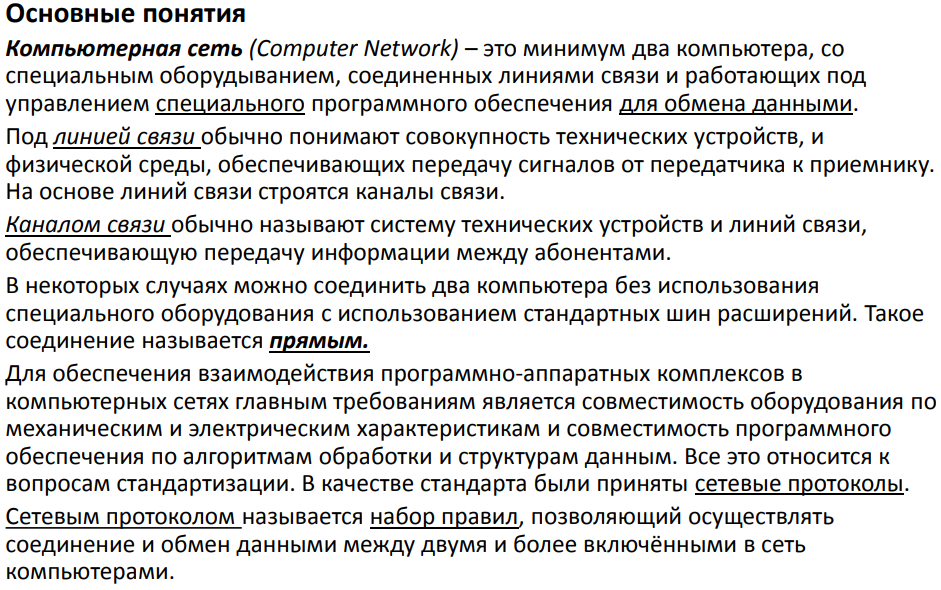 Основные понятия
Компьютерная сеть (Computer Network) – это минимум два компьютера, со
специальным оборудыванием, соединенных линиями связи и работающих под
управлением специального программного обеспечения для обмена данными.
Под линией связи обычно понимают совокупность технических устройств, и
физической среды, обеспечивающих передачу сигналов от передатчика к приемнику.
На основе линий связи строятся каналы связи.
Каналом связи обычно называют систему технических устройств и линий связи,
обеспечивающую передачу информации между абонентами.
В некоторых случаях можно соединить два компьютера без использования
специального оборудования с использованием стандартных шин расширений. Такое
соединение называется прямым.
Для обеспечения взаимодействия программно-аппаратных комплексов в
компьютерных сетях главным требованиям является совместимость оборудования по
механическим и электрическим характеристикам и совместимость программного
обеспечения по алгоритмам обработки и структурам данным. Все это относится к
вопросам стандартизации. В качестве стандарта были приняты сетевые протоколы.
Сетевым протоколом называется набор правил, позволяющий осуществлять
соединение и обмен данными между двумя и более включёнными в сеть
компьютерами.